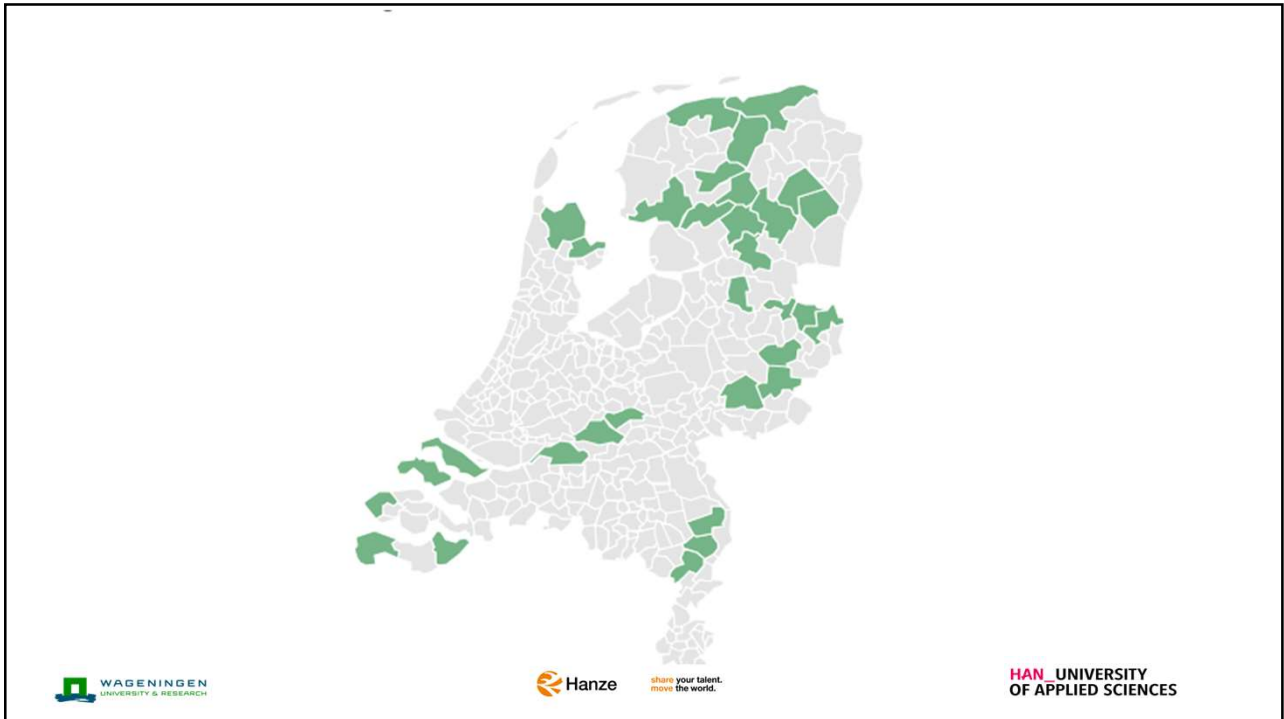 WAGENINGEN
UNIVERSITY & RESEARCH
Hanze
share your talent.
move the world.
HAN_UNIVERSITY
OF APPLIED SCIENCES